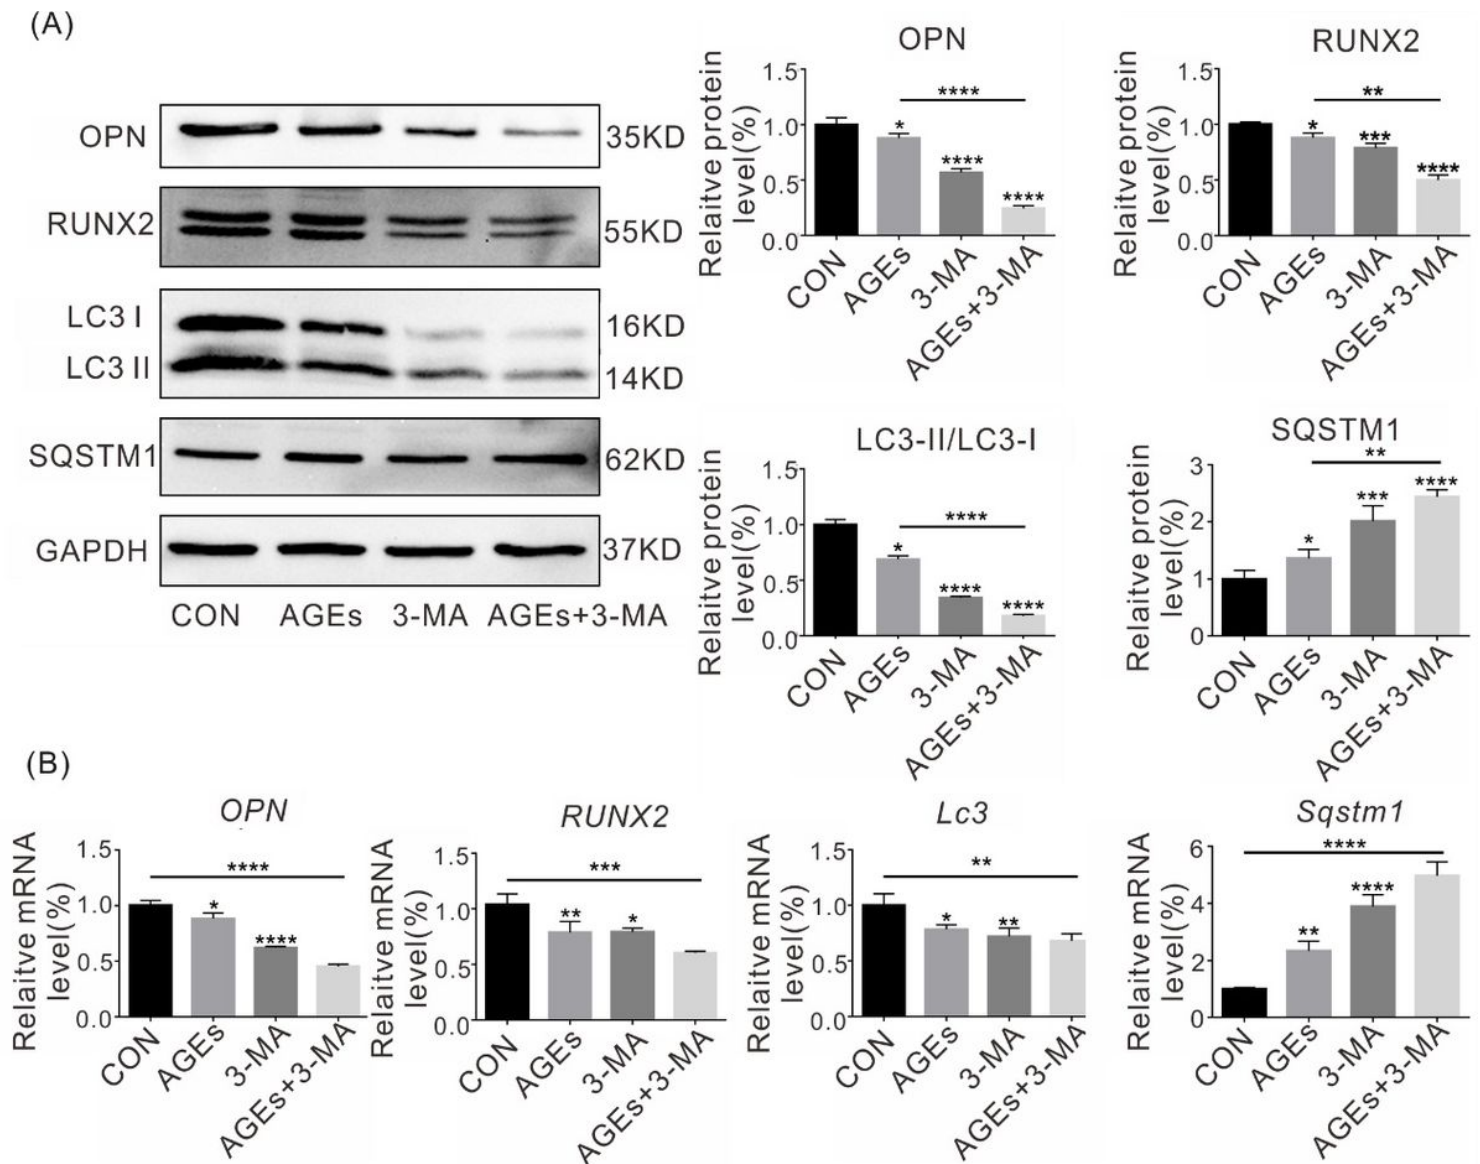 (A)
OPN
35KD
RUNX2
55KD
LC3 I
16KD
LC3 II
14KD
SQSTM1
62KD
GAPDH
37KD
CON AGEs 3-MA AGEs+3-MA
OPN
Relaitve protein
level(%)
1.5
1.0
0.5
0.0
****
*
****
****
CON
AGEs
3-MA
AGEs+3-MA
RUNX2
Relaitve protein
level(%)
1.5
1.0
0.5
0.0
**
*
***
****
CON
AGEs
3-MA
AGEs+3-MA
LC3-II/LC3-I
Relaitve protein
level(%)
1.5
1.0
0.5
0.0
****
*
****
****
CON
AGEs
3-MA
AGEs+3-MA
SQSTM1
Relaitve protein
level(%)
3
2
1
0
**
*
***
****
CON
AGEs
3-MA
AGEs+3-MA
(B)
OPN
Relaitve mRNA
level(%)
1.5
1.0
0.5
0.0
****
*
****
CON
AGEs
3-MA
AGEs+3-MA
RUNX2
Relaitve mRNA
level(%)
1.5
1.0
0.5
0.0
***
**
*
CON
AGEs
3-MA
AGEs+3-MA
Lc3
Relaitve mRNA
level(%)
1.5
1.0
0.5
0.0
**
*
**
CON
AGEs
3-MA
AGEs+3-MA
Sqstm1
Relaitve mRNA
level(%)
6
4
2
0
****
**
****
CON
AGEs
3-MA
AGEs+3-MA